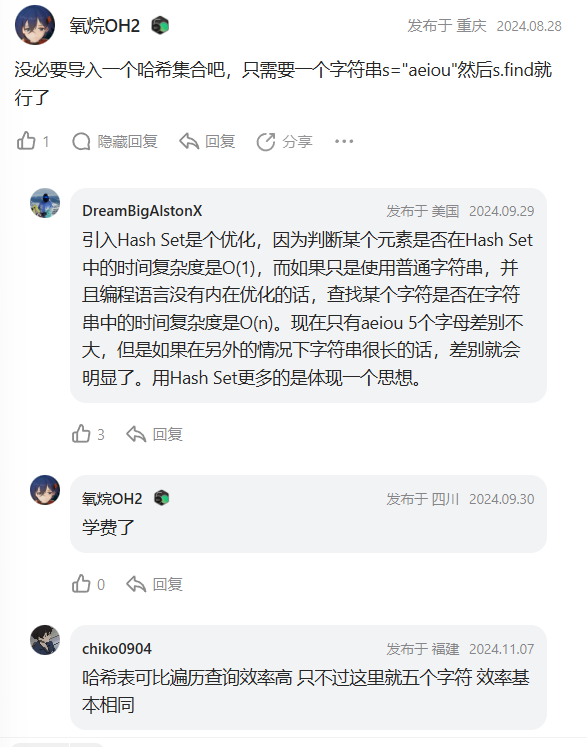 氧烷OH2
发布于 重庆 2024.08.28
没必要导入一个哈希集合吧，只需要一个字符串s="aeiou"然后s.find就
行了
1 隐藏回复 回复 分享
DreamBigAlstonX
发布于 美国 2024.09.29
引入Hash Set是个优化，因为判断某个元素是否在Hash Set
中的时间复杂度是O(1)，而如果只是使用普通字符串，并
且编程语言没有内在优化的话，查找某个字符是否在字符
串中的时间复杂度是O(n)。现在只有aeiou 5个字母差别不
大，但是如果在另外的情况下字符串很长的话，差别就会
明显了。用Hash Set更多的是体现一个思想。
3 回复
氧烷OH2
发布于 四川 2024.09.30
学费了
0 回复
chiko0904
发布于 福建 2024.11.07
哈希表可比遍历查询效率高 只不过这里就五个字符 效率基
本相同